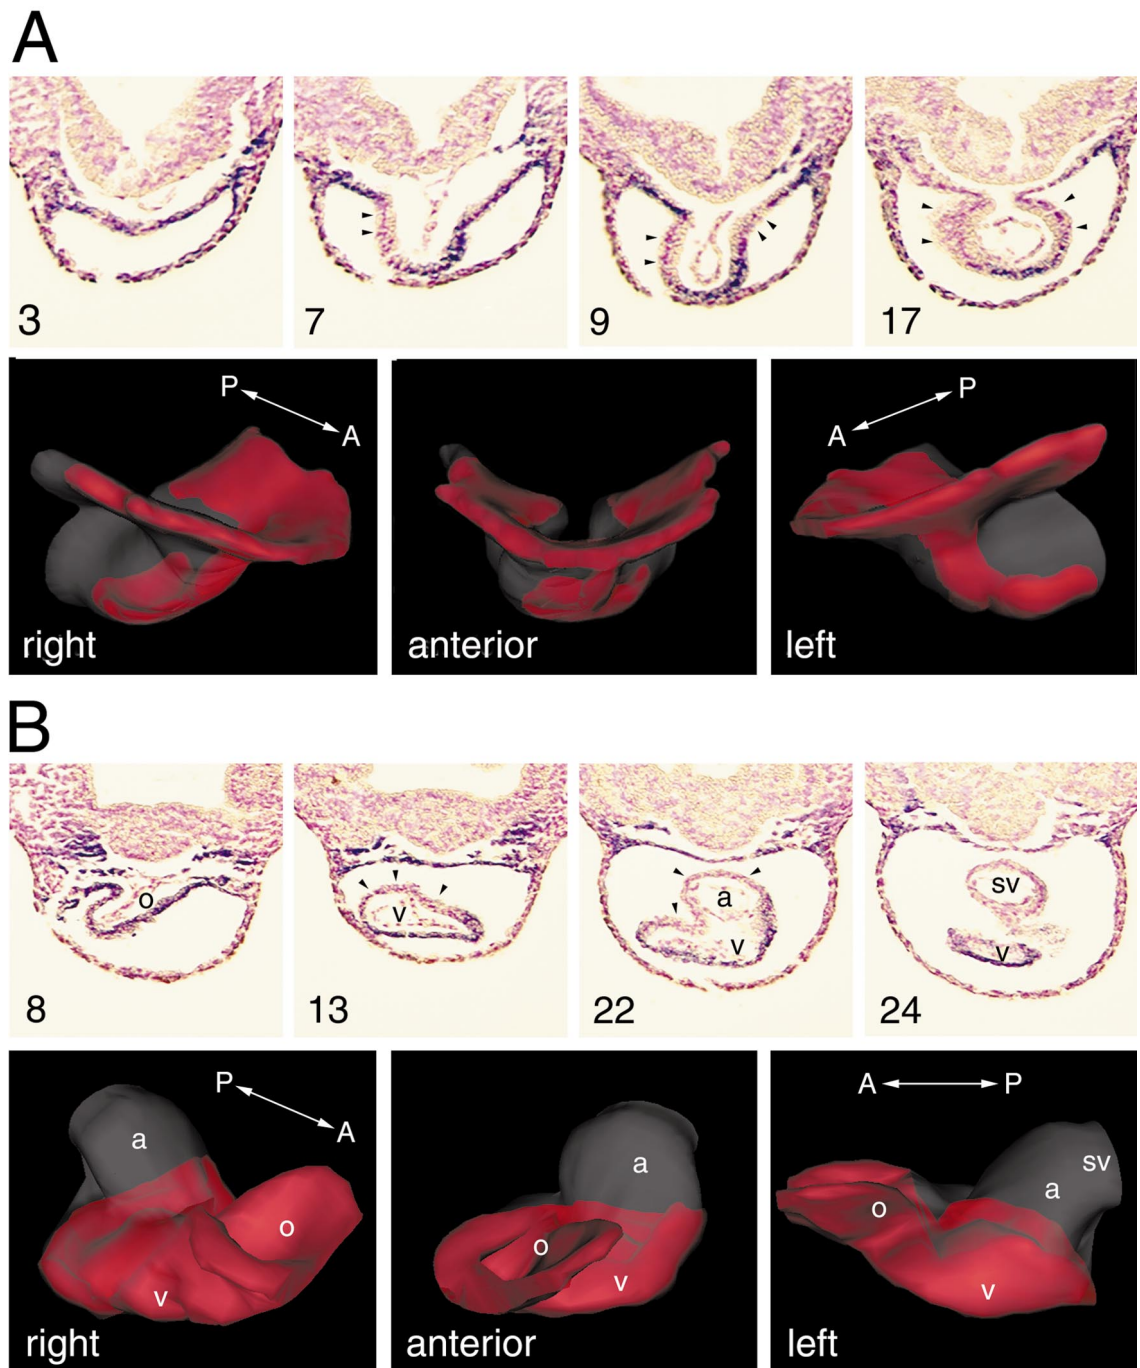 A
3 7 9 17
P A
A P
right anterior left
B
o v a v sv v
8 13 22 24
P A
A P
a o v
a o v
sv a o v
right anterior left